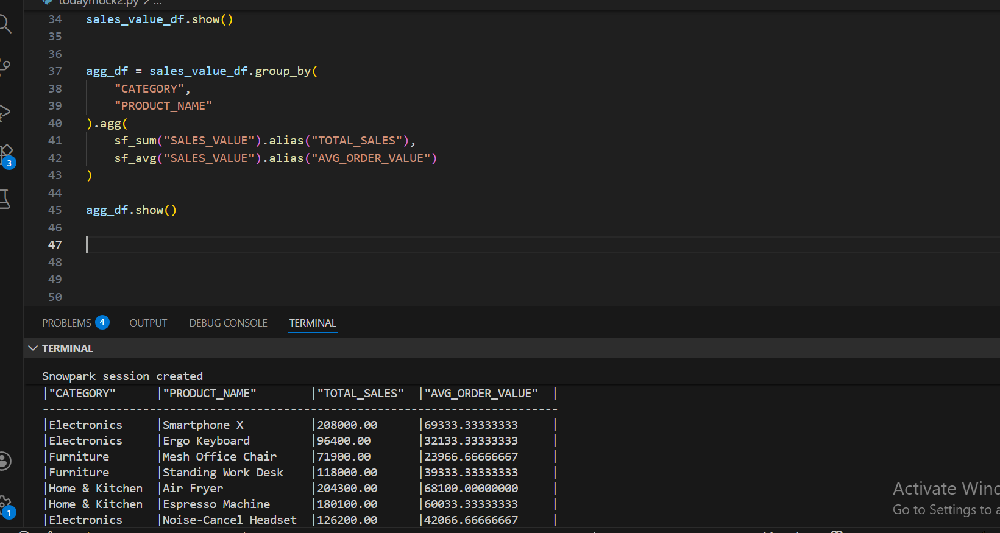 todaymock2.py > ...
34 sales_value_df.show()
35
36
37 agg_df = sales_value_df.group_by(
38     "CATEGORY",
39     "PRODUCT_NAME"
40 ).agg(
41     sf_sum("SALES_VALUE").alias("TOTAL_SALES"),
42     sf_avg("SALES_VALUE").alias("AVG_ORDER_VALUE")
43 )
44
45 agg_df.show()
46
47
48
49
50
3
PROBLEMS 4 OUTPUT DEBUG CONSOLE TERMINAL
TERMINAL
Snowpark session created
|"CATEGORY"      |"PRODUCT_NAME"        |"TOTAL_SALES"  |"AVG_ORDER_VALUE"  |
-----------------------------------------------------------------------------
|Electronics     |Smartphone X          |208000.00      |69333.33333333     |
|Electronics     |Ergo Keyboard         |96400.00       |32133.33333333     |
|Furniture       |Mesh Office Chair     |71900.00       |23966.66666667     |
|Furniture       |Standing Work Desk    |118000.00      |39333.33333333     |
|Home & Kitchen  |Air Fryer             |204300.00      |68100.00000000     |
|Home & Kitchen  |Espresso Machine      |180100.00      |60033.33333333     |
|Electronics     |Noise-Cancel Headset  |126200.00      |42066.66666667     |
1
Activate Winc
Go to Settings to a